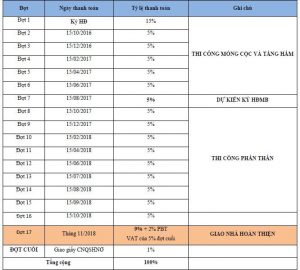 Đợt Ngày thanh toán Tỷ lệ thanh toán Ghi chú
Đợt 1 Ký HĐ 15% THI CÔNG MÓNG CỌC VÀ TẦNG HẦM
Đợt 2 15/10/2016 5%
Đợt 3 15/12/2016 5%
Đợt 4 15/02/2017 5%
Đợt 5 15/04/2017 5%
Đợt 6 15/06/2017 5%
Đợt 7 15/08/2017 5% DỰ KIẾN KÝ HĐMB
Đợt 8 15/10/2017 5% THI CÔNG PHẦN THÂN
Đợt 9 15/12/2017 5%
Đợt 10 15/02/2018 5%
Đợt 11 15/04/2018 5%
Đợt 12 15/06/2018 5%
Đợt 13 15/07/2018 5%
Đợt 14 15/08/2018 5%
Đợt 15 15/09/2018 5%
Đợt 16 15/10/2018 5%
Đợt 17 Tháng 11/2018 9% + 2% PBT GIAO NHÀ HOÀN THIỆN
VAT của 5% đợt cuối
ĐỢT CUỐI Giao giấy CNQSHNƠ 1%
Tổng cộng 100%